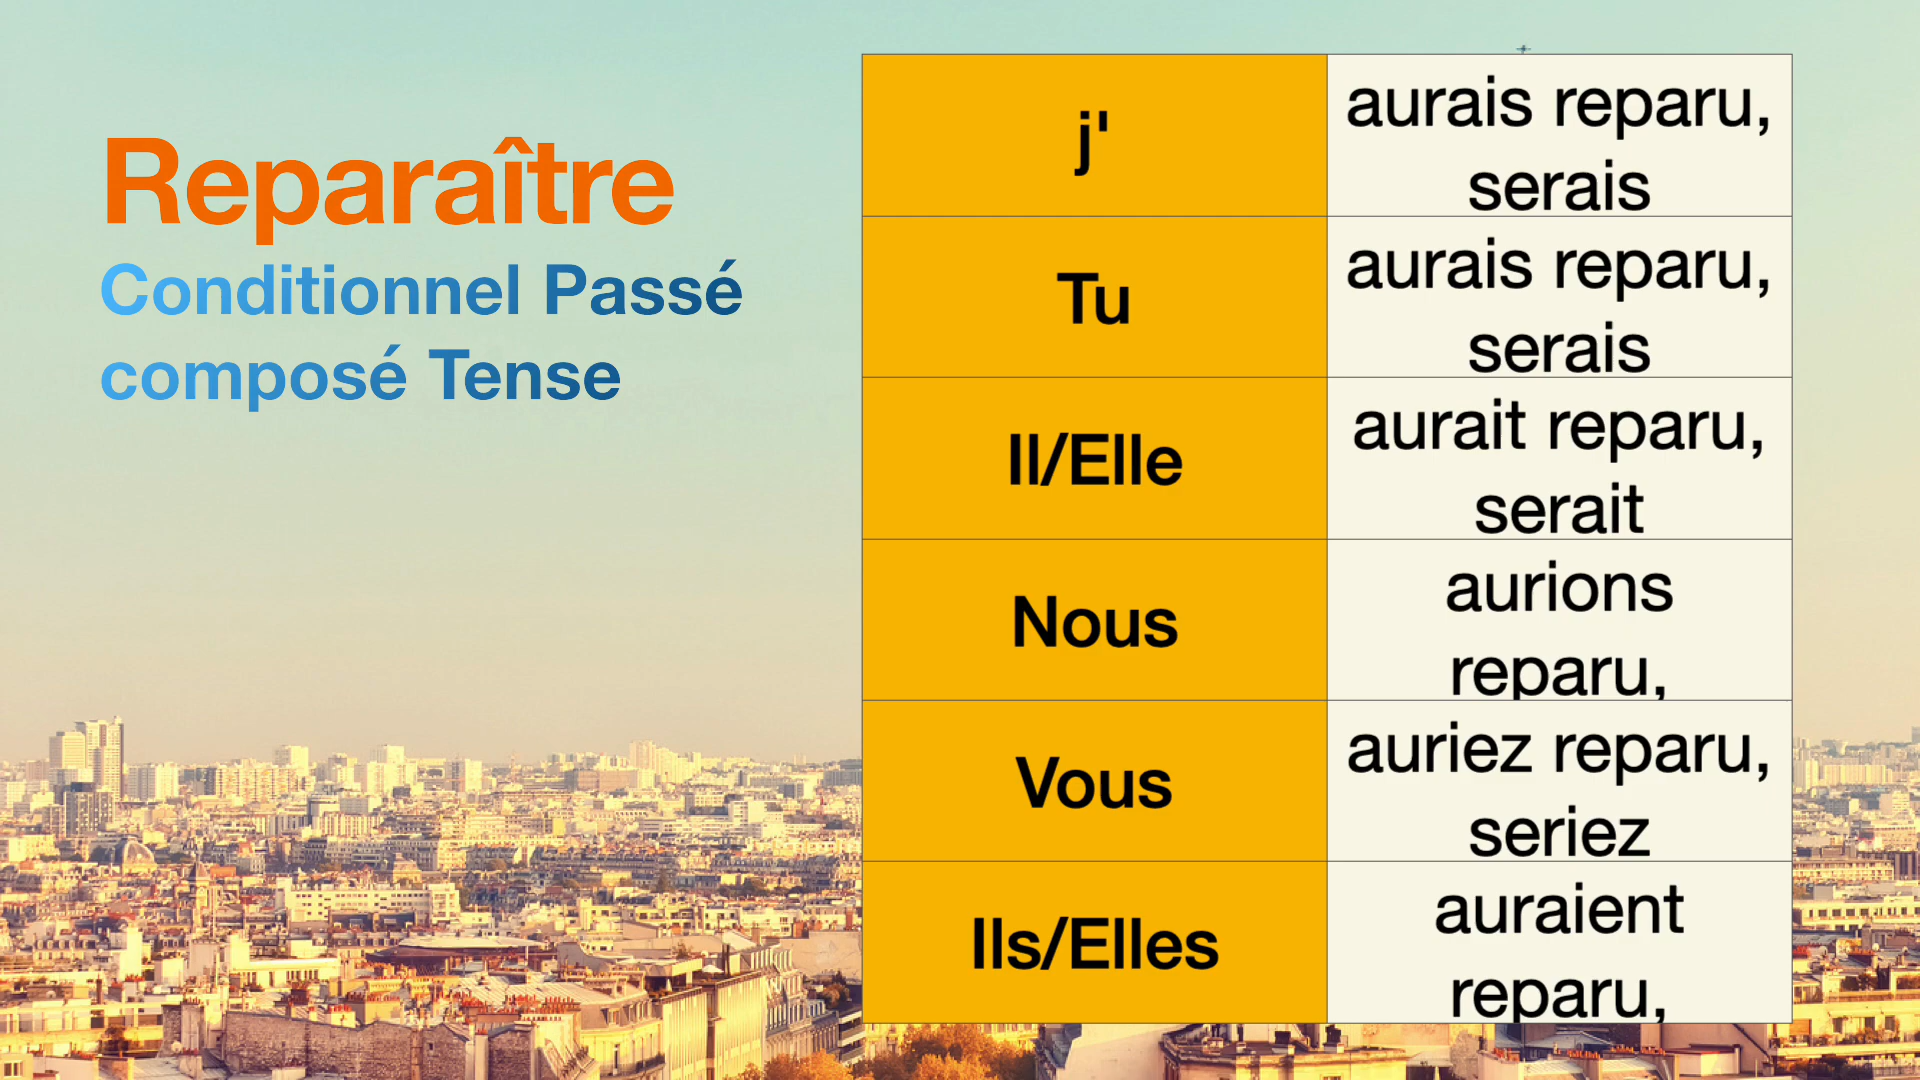 Reparaître
Conditionnel Passé
composé Tense
j'
aurais reparu,
serais
Tu
aurais reparu,
serais
Il/Elle
aurait reparu,
serait
Nous
aurions
reparu,
Vous
auriez reparu,
seriez
Ils/Elles
auraient
reparu,